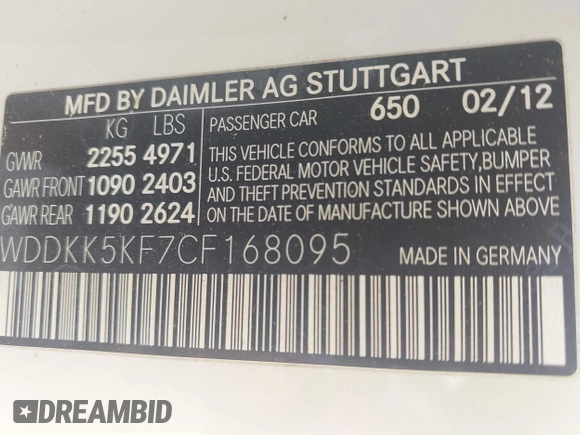 MFD BY DAIMLER AG STUTTGART
KG LBS
GVWR 2255 4971
GAWR FRONT 1090 2403
GAWR REAR 1190 2624
PASSENGER CAR 650 02/12
THIS VEHICLE CONFORMS TO ALL APPLICABLE
U.S. FEDERAL MOTOR VEHICLE SAFETY,BUMPER
AND THEFT PREVENTION STANDARDS IN EFFECT
ON THE DATE OF MANUFACTURE SHOWN ABOVE.
WDDKK5KF7CF168095 MADE IN GERMANY
DREAMBID